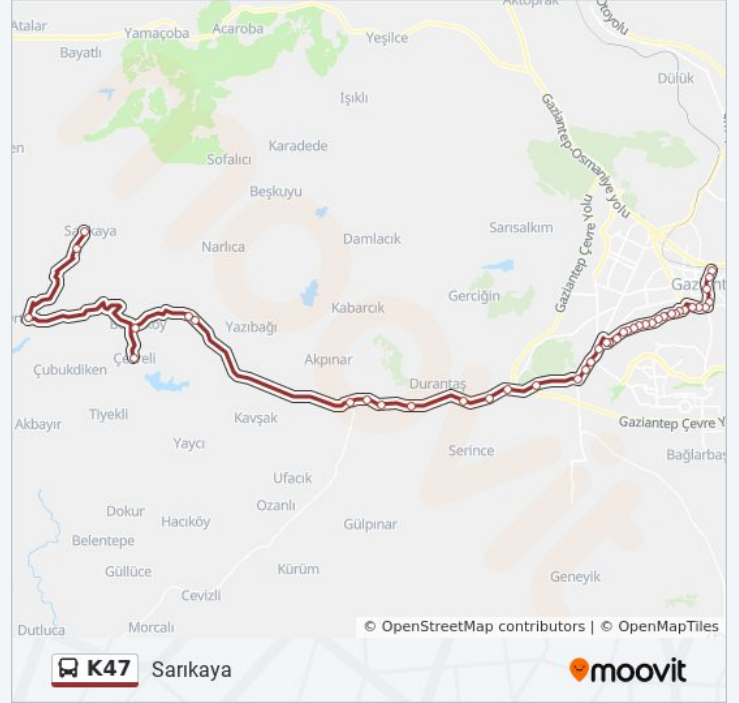 Atalar
Yamaçoba
Acaroba
Bayatlı
Yeşilce
Aktoprak
Otoyolu
Dülük
Işıklı
Gaziantep-Osmaniye yolu
Karadede
Sofalıcı
Beşkuyu
Sarıkaya
Narlıca
Damlacık
Sarısalkım
Gaziantep Çevre Yolu
Gerciğin
Kabarcık
Yazıbağı
Akpınar
Çubukdiken
Durantaş
Tiyekli
Akbayır
Kavşak
Gaziantep Çevre Y
Yaycı
Serince
Bağlarbaş
Ufacık
Ozanlı
Dokur
Hacıköy
Gülpınar
Belentepe
Güllüce
Kürüm
Geneyik
Cevizli
Morcalı
Dutluca
© OpenStreetMap contributors | © OpenMapTiles
K47 Sarıkaya
moovit